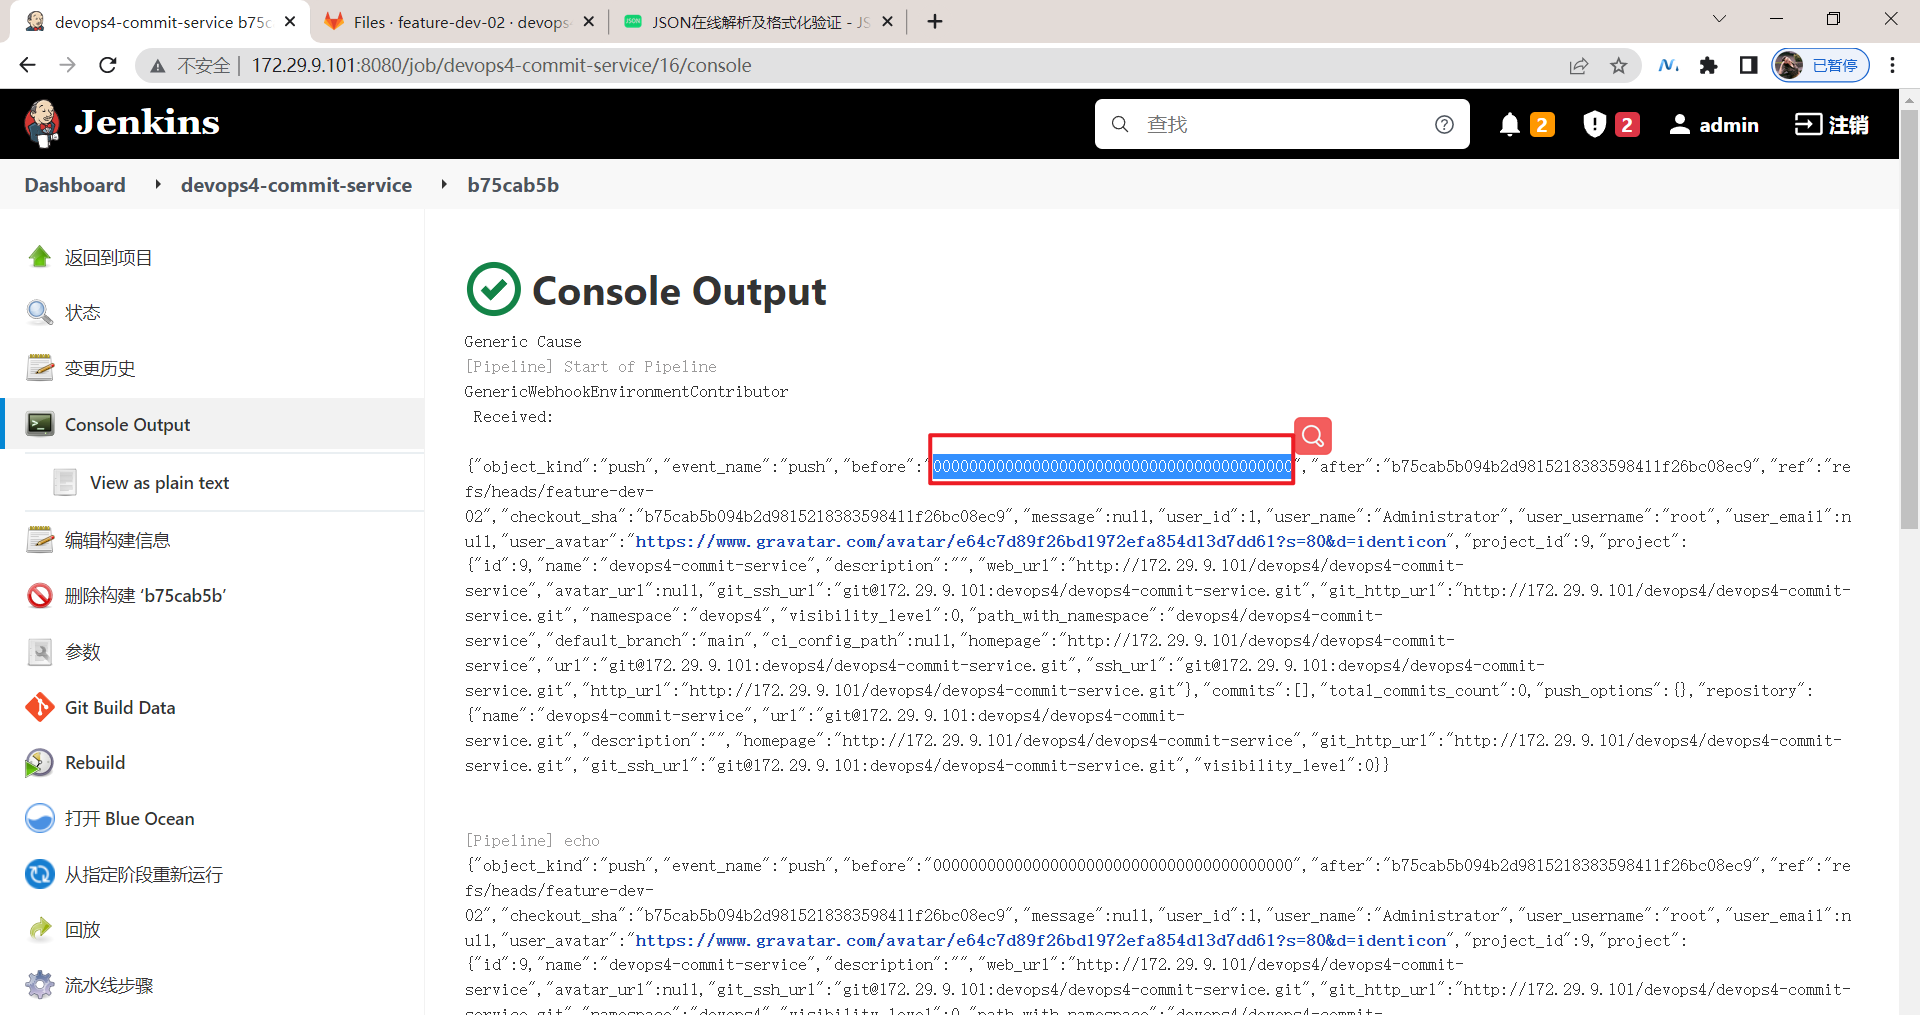 devops4-commit-service b75c
Files · feature-dev-02 · devops
JSON在线解析及格式化验证 - JS
不安全 | 172.29.9.101:8080/job/devops4-commit-service/16/console
已暂停
Jenkins
查找
2
2
admin
注销
Dashboard
devops4-commit-service
b75cab5b
返回到项目
状态
变更历史
Console Output
View as plain text
编辑构建信息
删除构建 ‘b75cab5b’
参数
Git Build Data
Rebuild
打开 Blue Ocean
从指定阶段重新运行
回放
流水线步骤
Console Output
Generic Cause
[Pipeline] Start of Pipeline
GenericWebhookEnvironmentContributor
Received:
{"object_kind":"push","event_name":"push","before":"0000000000000000000000000000000000000000","after":"b75cab5b094b2d9815218383598411f26bc08ec9","ref":"re
fs/heads/feature-dev-
02","checkout_sha":"b75cab5b094b2d9815218383598411f26bc08ec9","message":null,"user_id":1,"user_name":"Administrator","user_username":"root","user_email":n
ull,"user_avatar":"https://www.gravatar.com/avatar/e64c7d89f26bd1972efa854d13d7dd61?s=80&d=identicon","project_id":9,"project":
{"id":9,"name":"devops4-commit-service","description":"","web_url":"http://172.29.9.101/devops4/devops4-commit-
service","avatar_url":null,"git_ssh_url":"git@172.29.9.101:devops4/devops4-commit-service.git","git_http_url":"http://172.29.9.101/devops4/devops4-commit-
service.git","namespace":"devops4","visibility_level":0,"path_with_namespace":"devops4/devops4-commit-
service","default_branch":"main","ci_config_path":null,"homepage":"http://172.29.9.101/devops4/devops4-commit-
service","url":"git@172.29.9.101:devops4/devops4-commit-service.git","ssh_url":"git@172.29.9.101:devops4/devops4-commit-
service.git","http_url":"http://172.29.9.101/devops4/devops4-commit-service.git"},"commits":[],"total_commits_count":0,"push_options":{},"repository":
{"name":"devops4-commit-service","url":"git@172.29.9.101:devops4/devops4-commit-
service.git","description":"","homepage":"http://172.29.9.101/devops4/devops4-commit-service","git_http_url":"http://172.29.9.101/devops4/devops4-commit-
service.git","git_ssh_url":"git@172.29.9.101:devops4/devops4-commit-service.git","visibility_level":0}}
[Pipeline] echo
{"object_kind":"push","event_name":"push","before":"0000000000000000000000000000000000000000","after":"b75cab5b094b2d9815218383598411f26bc08ec9","ref":"re
fs/heads/feature-dev-
02","checkout_sha":"b75cab5b094b2d9815218383598411f26bc08ec9","message":null,"user_id":1,"user_name":"Administrator","user_username":"root","user_email":n
ull,"user_avatar":"https://www.gravatar.com/avatar/e64c7d89f26bd1972efa854d13d7dd61?s=80&d=identicon","project_id":9,"project":
{"id":9,"name":"devops4-commit-service","description":"","web_url":"http://172.29.9.101/devops4/devops4-commit-
service","avatar_url":null,"git_ssh_url":"git@172.29.9.101:devops4/devops4-commit-service.git","git_http_url":"http://172.29.9.101/devops4/devops4-commit-
service.git","namespace":"devops4","visibility_level":0,"path_with_namespace":"devops4/devops4-commit-